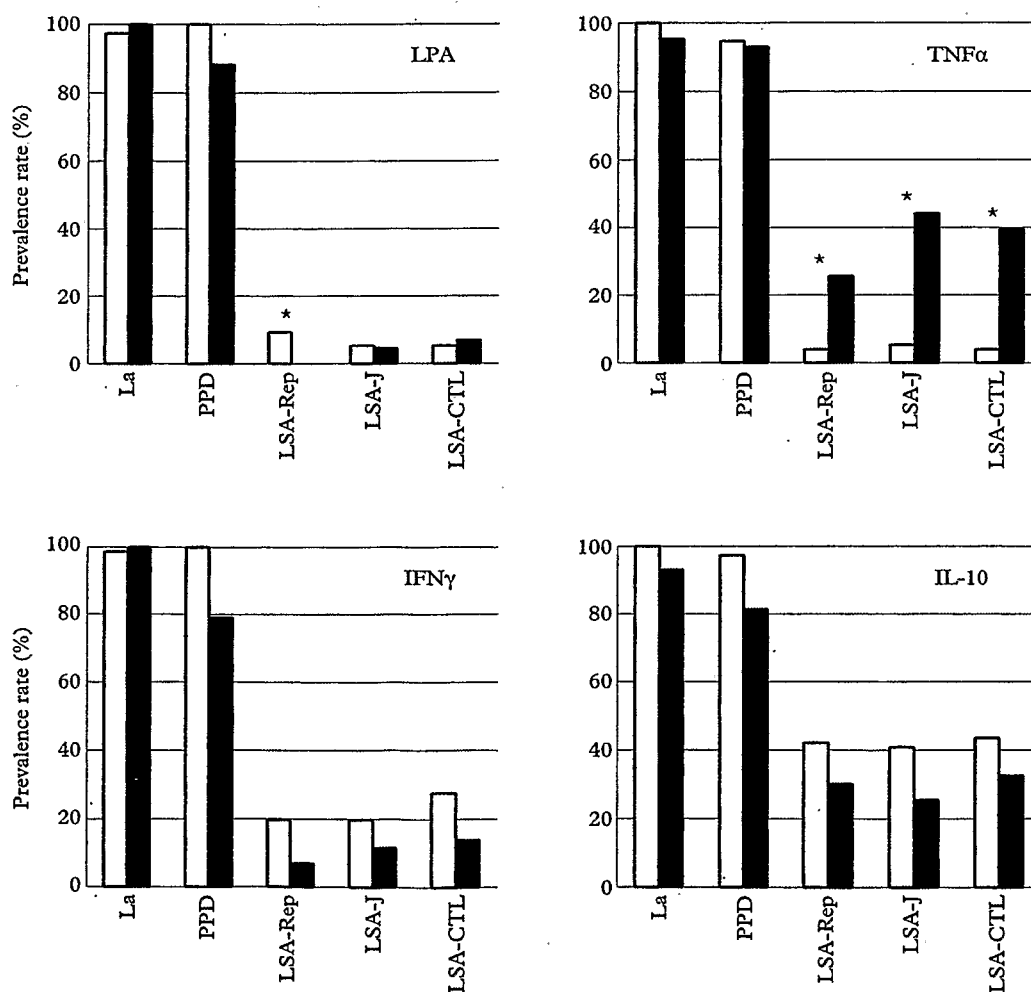 LPA
Prevalence rate (%)
100
80
60
40
20
0
*
La
PPD
LSA-Rep
LSA-J
LSA-CTL
TNFα
100
80
60
40
20
0
*
*
*
La
PPD
LSA-Rep
LSA-J
LSA-CTL
IFNγ
Prevalence rate (%)
100
80
60
40
20
0
La
PPD
LSA-Rep
LSA-J
LSA-CTL
IL-10
100
80
60
40
20
0
La
PPD
LSA-Rep
LSA-J
LSA-CTL